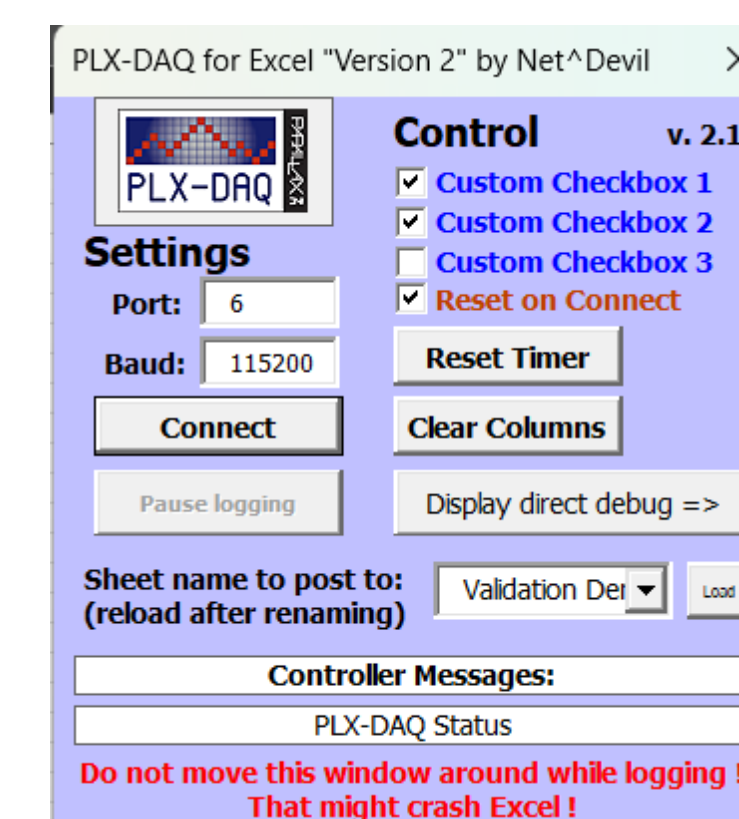 PLX-DAQ for Excel "Version 2" by Net^Devil
PLX-DAQ
PARALLAX
Control
v. 2.1
Custom Checkbox 1
Custom Checkbox 2
Custom Checkbox 3
Reset on Connect
Settings
Port: 6
Baud: 115200
Reset Timer
Connect
Clear Columns
Pause logging
Display direct debug =>
Sheet name to post to:
(reload after renaming)
Validation Der
Load
Controller Messages:
PLX-DAQ Status
Do not move this window around while logging !
That might crash Excel !